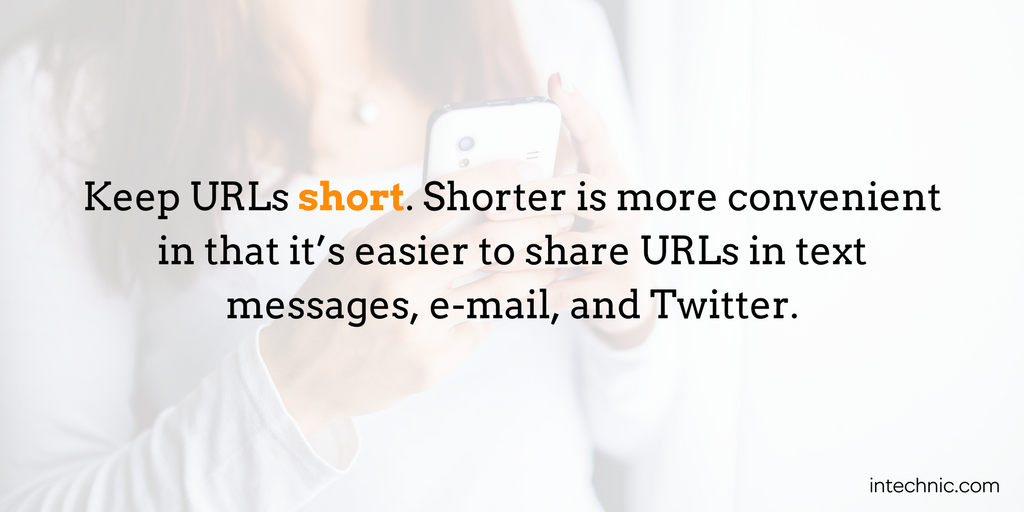 Keep URLs short. Shorter is more convenient
in that it’s easier to share URLs in text
messages, e-mail, and Twitter.
intechnic.com